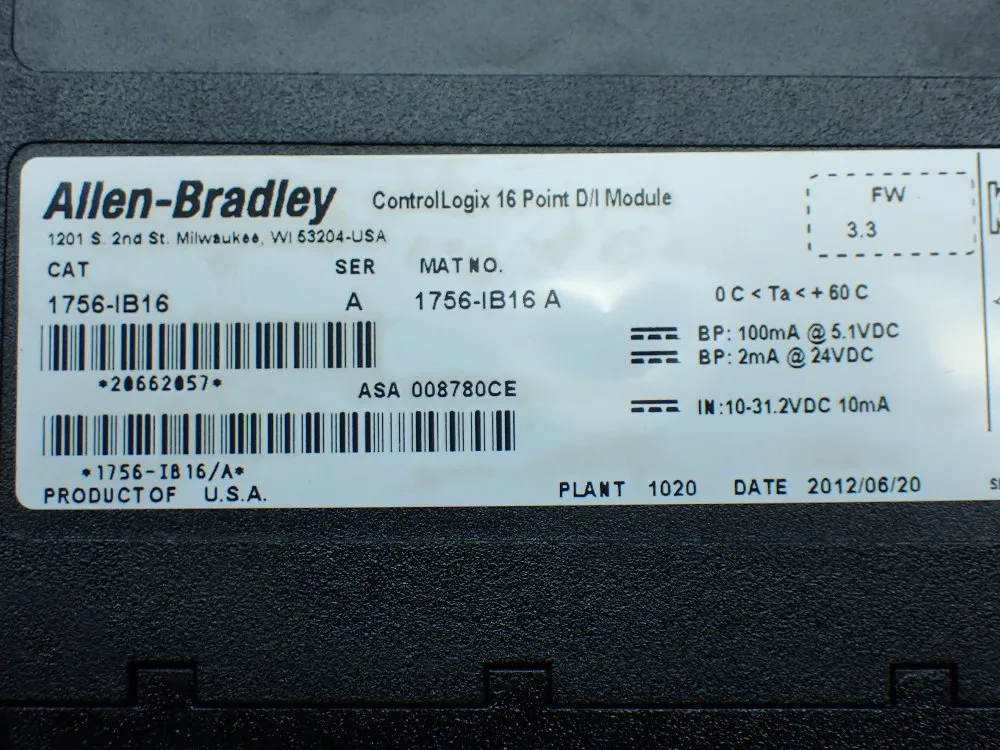 Allen-Bradley ControlLogix 16 Point D/I Module
FW
3.3
1201 S. 2nd St. Milwaukee, WI 53204-USA
CAT SER MAT NO.
1756-IB16 A 1756-IB16 A
0 C < Ta < + 60 C
BP: 100mA @ 5.1VDC
BP: 2mA @ 24VDC
*20662057* ASA 008780CE
IN:10-31.2VDC 10mA
*1756-IB16/A*
PRODUCT OF U.S.A. PLANT 1020 DATE 2012/06/20